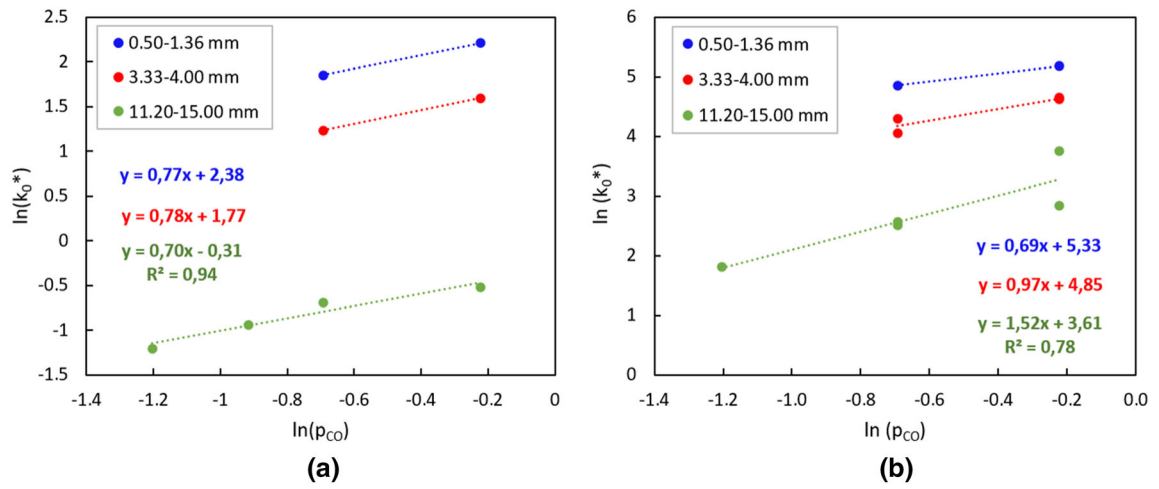 2.5
2
1.5
1
0.5
0
-0.5
-1
-1.5
-1.4
-1.2
-1
-0.8
-0.6
-0.4
-0.2
0
ln(k₀*)
ln(p_CO)
0.50-1.36 mm
3.33-4.00 mm
11.20-15.00 mm
y = 0,77x + 2,38
y = 0,78x + 1,77
y = 0,70x - 0,31
R² = 0,94
(a)
6
5
4
3
2
1
0
-1.4
-1.2
-1.0
-0.8
-0.6
-0.4
-0.2
0.0
ln (k₀*)
ln (p_CO)
0.50-1.36 mm
3.33-4.00 mm
11.20-15.00 mm
y = 0,69x + 5,33
y = 0,97x + 4,85
y = 1,52x + 3,61
R² = 0,78
(b)